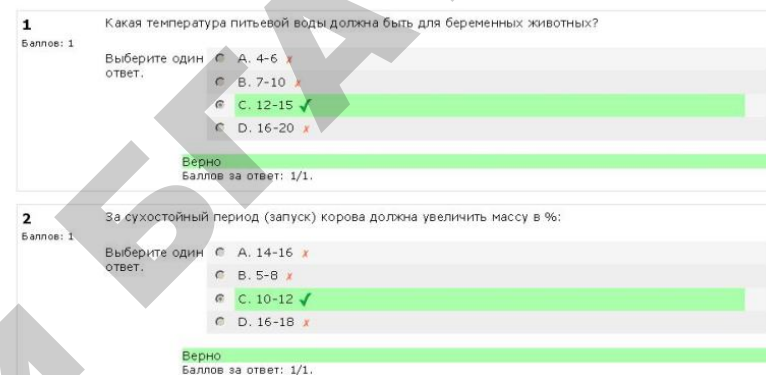 1 Какая температура питьевой воды должна быть для беременных животных?
Баллов: 1
Выберите один ответ.
A. 4-6 x
B. 7-10 x
C. 12-15 ✓
D. 16-20 x
Верно
Баллов за ответ: 1/1.
2 За сухостойный период (запуск) корова должна увеличить массу в %:
Баллов: 1
Выберите один ответ.
A. 14-16 x
B. 5-8 x
C. 10-12 ✓
D. 16-18 x
Верно
Баллов за ответ: 1/1.